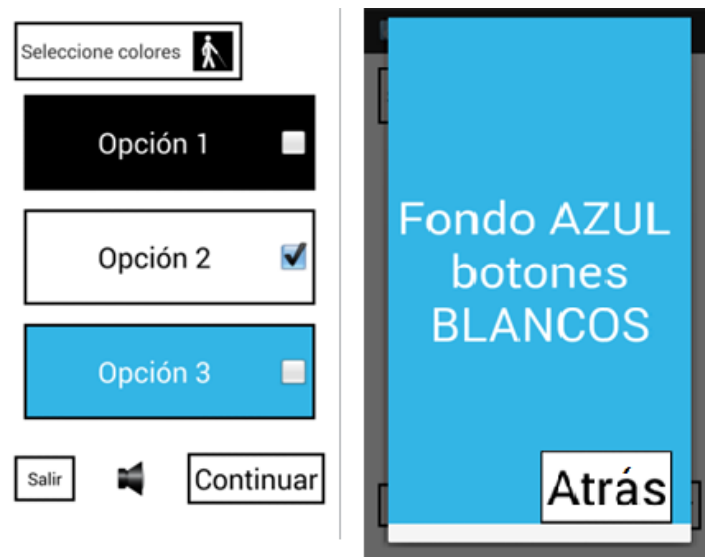 Seleccione colores
Opción 1
Opción 2
Opción 3
Salir
Continuar
Fondo AZUL
botones
BLANCOS
Atrás